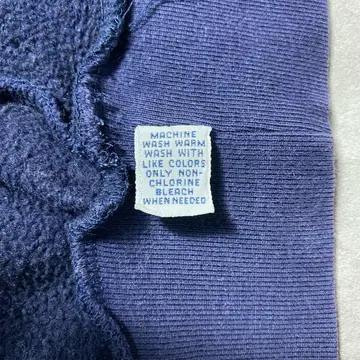 MACHINE
WASH WARM
WASH WITH
LIKE COLORS
ONLY NON-
CHLORINE
BLEACH
WHEN NEEDED